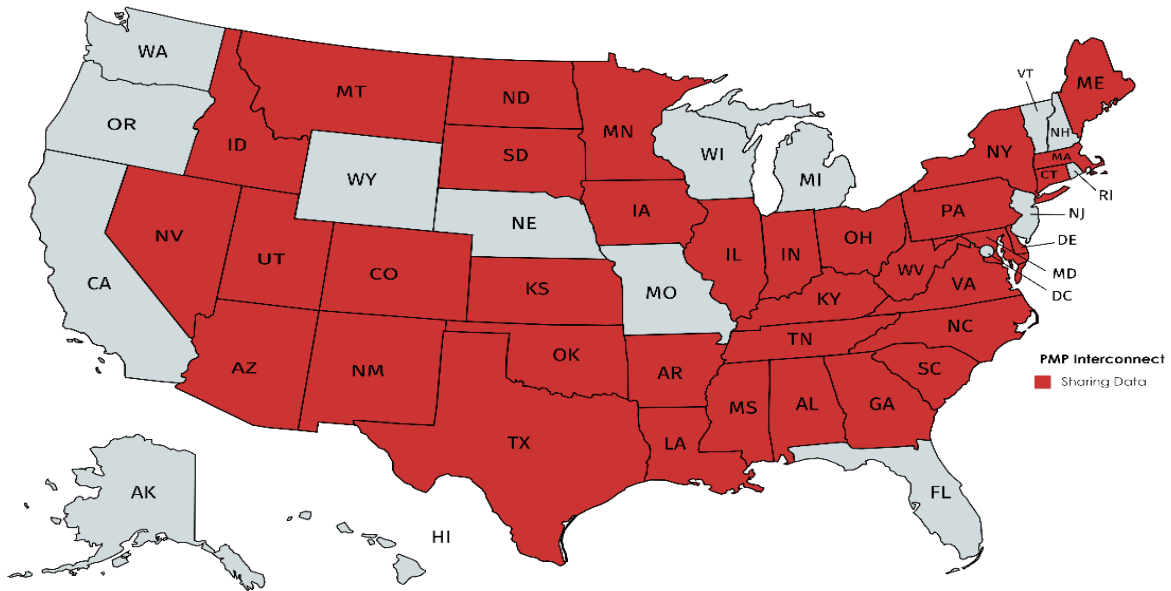 WA
OR
CA
NV
ID
MT
WY
UT
AZ
CO
NM
ND
SD
NE
KS
OK
TX
MN
IA
MO
AR
LA
WI
IL
MI
IN
OH
KY
TN
MS
AL
GA
FL
SC
NC
VA
WV
PA
NY
VT
NH
ME
MA
CT
RI
NJ
DE
MD
DC
AK
HI
PMP Interconnect
Sharing Data